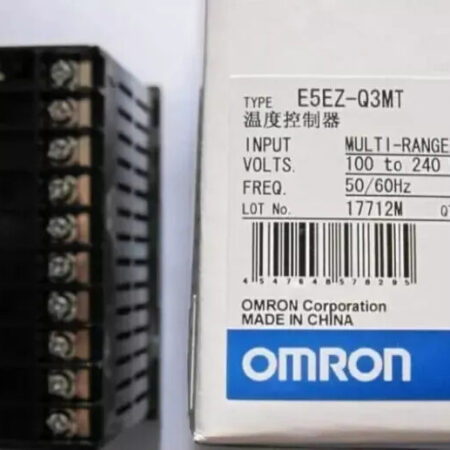 TYPE E5EZ-Q3MT
温度控制器
INPUT MULTI-RANGE
VOLTS. 100 to 240
FREQ. 50/60Hz
LOT No. 17712M
4547648578295
OMRON Corporation
MADE IN CHINA
OMRON